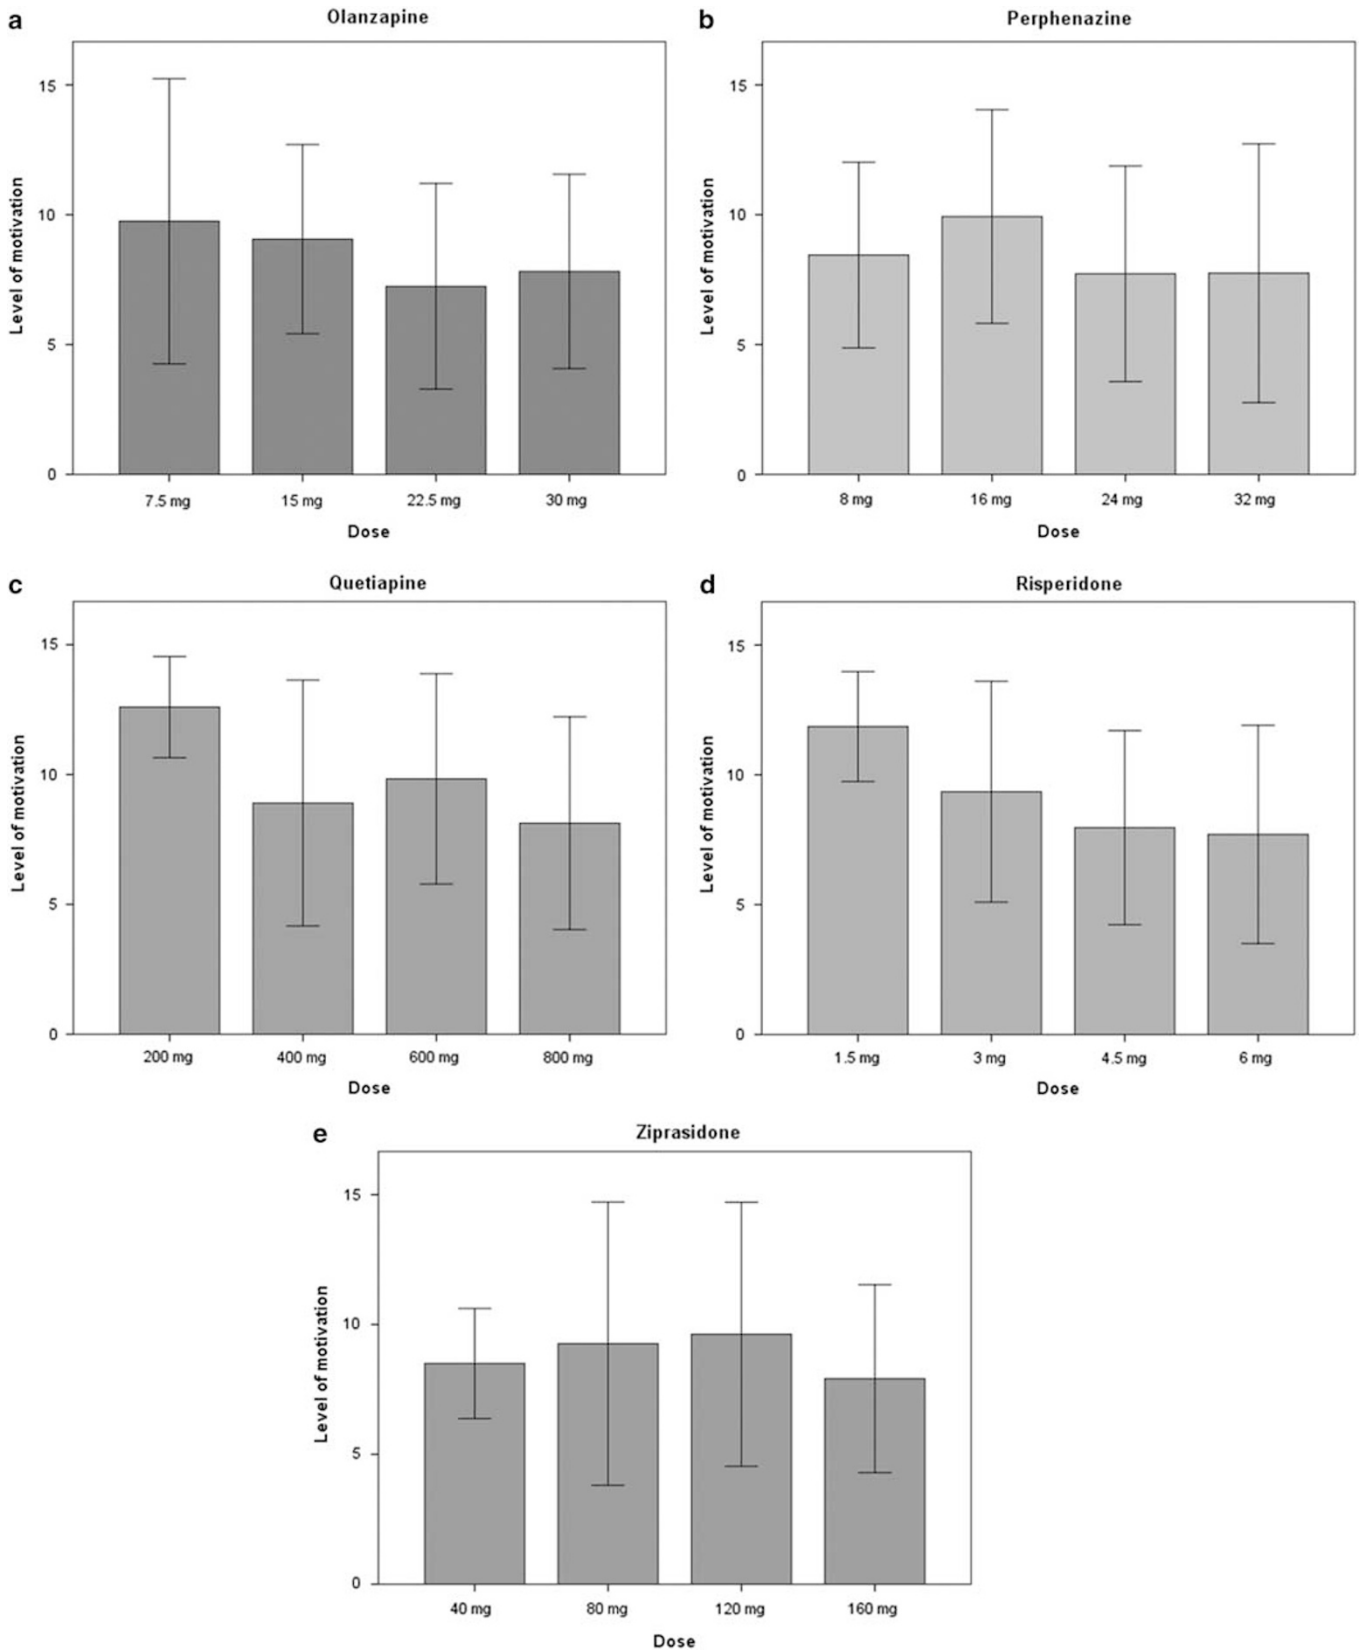 a
Olanzapine
Level of motivation
15
10
5
0
7.5 mg 15 mg 22.5 mg 30 mg
Dose
b
Perphenazine
Level of motivation
15
10
5
0
8 mg 16 mg 24 mg 32 mg
Dose
c
Quetiapine
Level of motivation
15
10
5
0
200 mg 400 mg 600 mg 800 mg
Dose
d
Risperidone
Level of motivation
15
10
5
0
1.5 mg 3 mg 4.5 mg 6 mg
Dose
e
Ziprasidone
Level of motivation
15
10
5
0
40 mg 80 mg 120 mg 160 mg
Dose